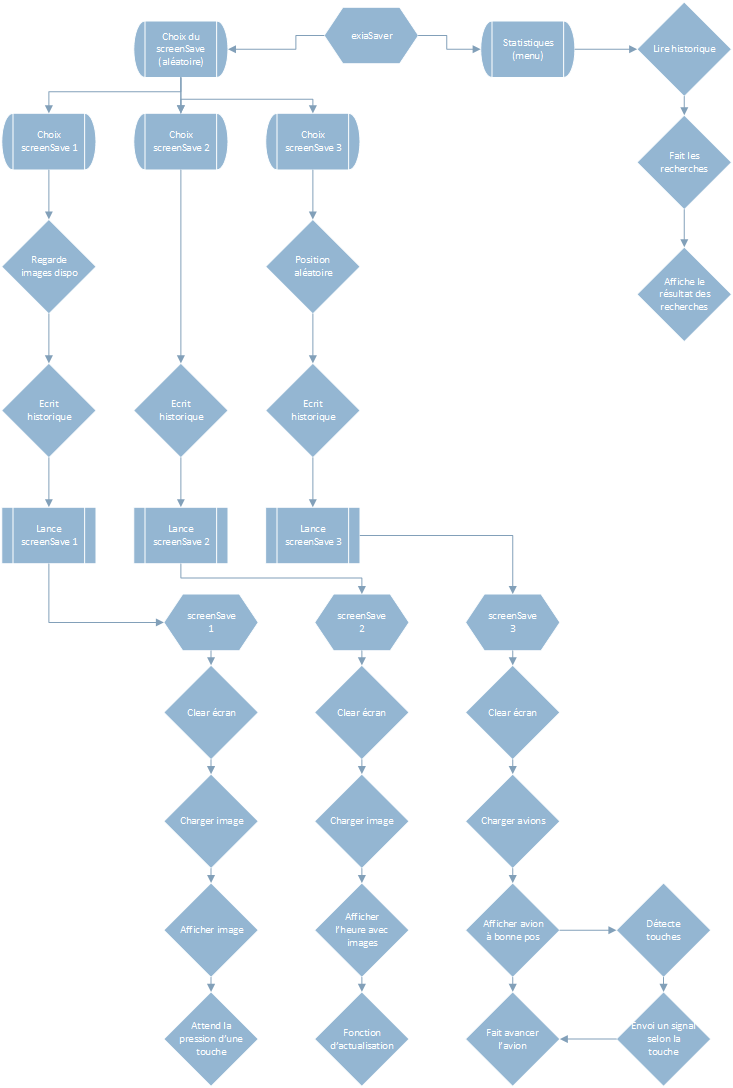 exiaSaver
Choix du
screenSave
(aléatoire)
Statistiques
(menu)
Lire historique
Choix
screenSave 1
Choix
screenSave 2
Choix
screenSave 3
Fait les
recherches
Regarde
images dispo
Position
aléatoire
Affiche le
résultat des
recherches
Ecrit
historique
Ecrit
historique
Ecrit
historique
Lance
screenSave 1
Lance
screenSave 2
Lance
screenSave 3
screenSave
1
screenSave
2
screenSave
3
Clear écran
Clear écran
Clear écran
Charger image
Charger image
Charger avions
Afficher image
Afficher
l'heure avec
images
Afficher avion
à bonne pos
Détecte
touches
Attend la
pression d'une
touche
Fonction
d'actualisation
Fait avancer
l'avion
Envoi un signal
selon la
touche